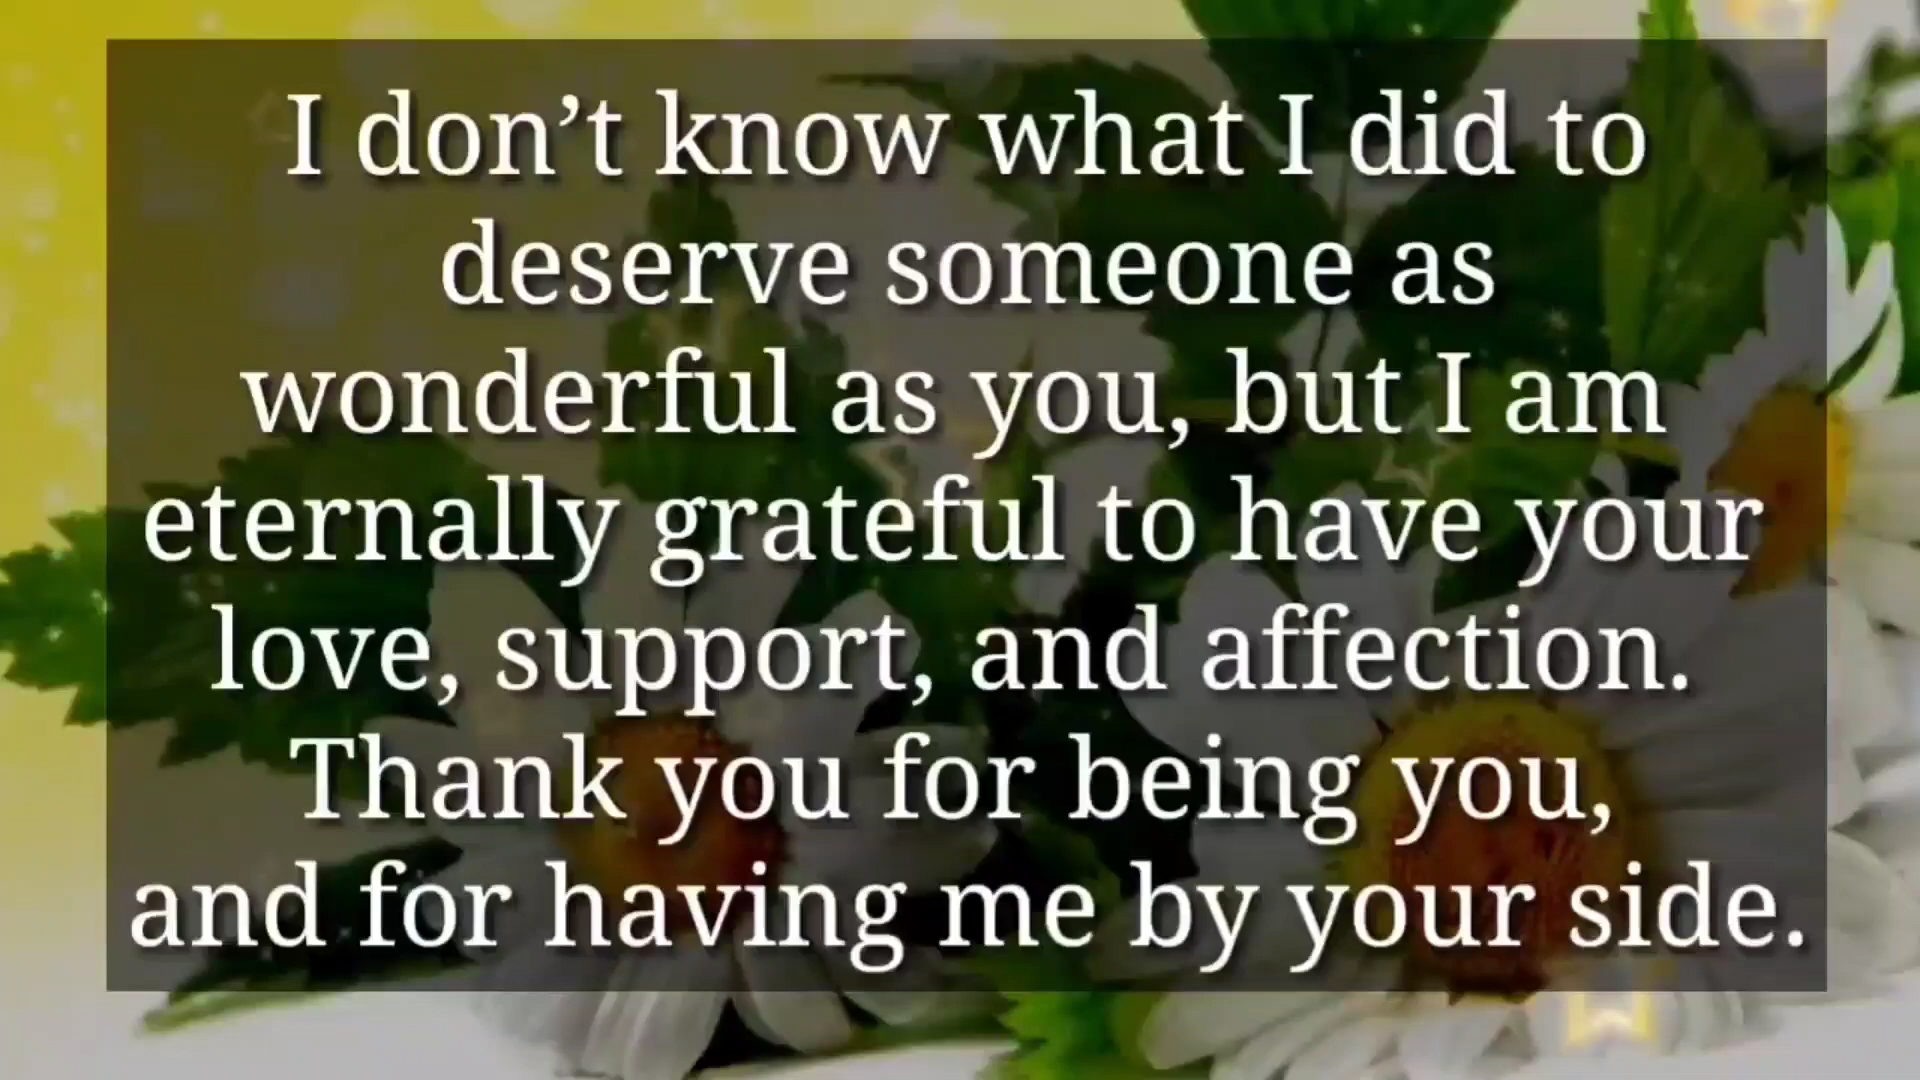 I don’t know what I did to
deserve someone as
wonderful as you, but I am
eternally grateful to have your
love, support, and affection.
Thank you for being you,
and for having me by your side.